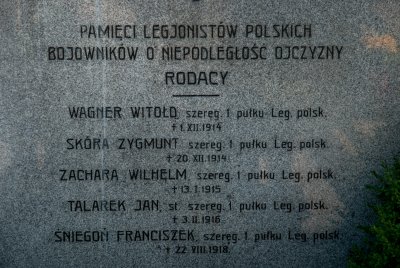 PAMIĘCI LEGJONISTÓW POLSKICH
BOJOWNIKÓW O NIEPODLEGŁOŚĆ OJCZYZNY
RODACY
WAGNER WITOLD, szereg. 1 pułku Leg. polsk.
† 1. XII. 1914
SKÓRA ZYGMUNT, szereg. 1 pułku Leg. polsk.
† 20. XII. 1914.
ZACHARA WILHELM, szereg. 1 pułku Leg. polsk.
† 13. I. 1915
TALAREK JAN, st. szereg. 1 pułku Leg. polsk.
† 3. II. 1916.
ŚNIEGOŃ FRANCISZEK, szereg. 1 pułku Leg. polsk.
† 22. VIII. 1918.